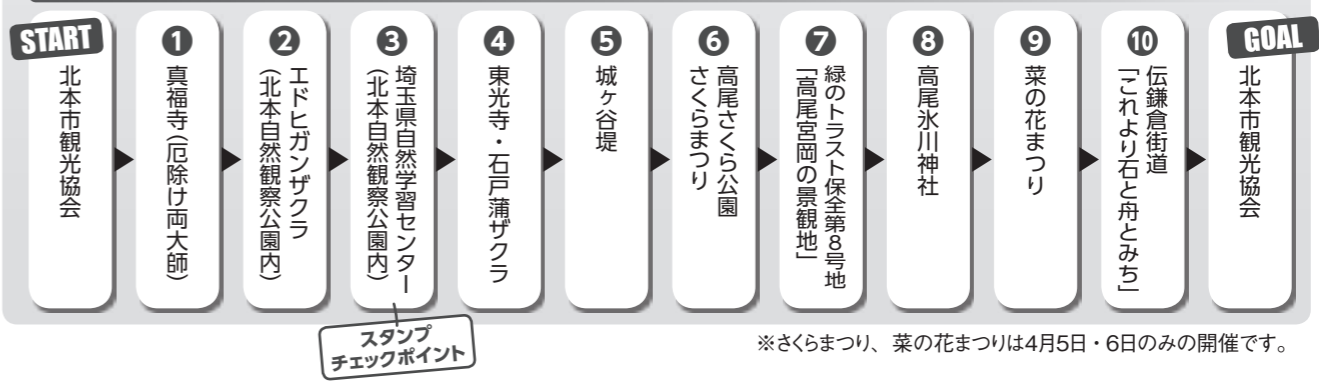 START
北本市観光協会
❶
真福寺(厄除け両大師)
❷
エドヒガンザクラ
(北本自然観察公園内)
❸
埼玉県自然学習センター
(北本自然観察公園内)
スタンプ
チェックポイント
❹
東光寺・石戸蒲ザクラ
❺
城ヶ谷堤
❻
高尾さくら公園
さくらまつり
❼
緑のトラスト保全第8号地
「高尾宮岡の景観地」
❽
高尾氷川神社
❾
菜の花まつり
❿
伝鎌倉街道
「これより石と舟とみち」
GOAL
北本市観光協会
※さくらまつり、菜の花まつりは4月5日・6日のみの開催です。